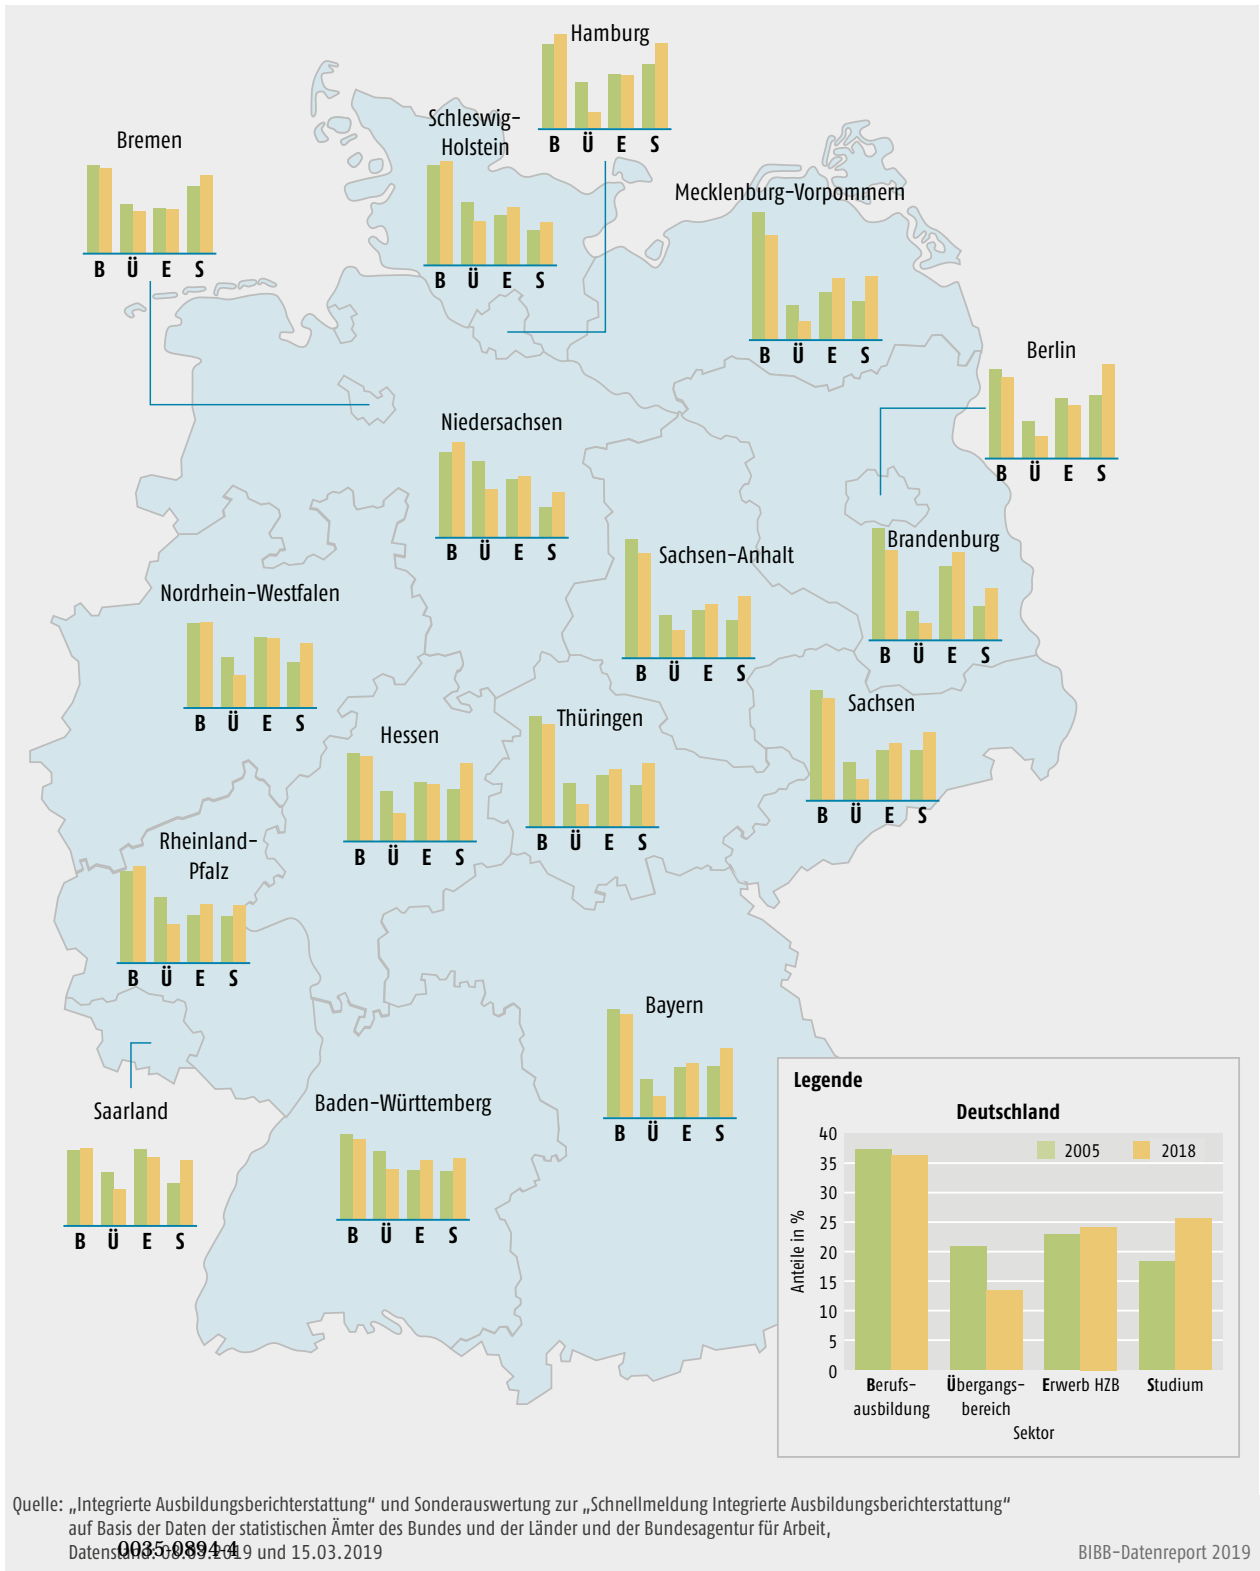 Hamburg
B Ü E S
Schleswig-
Holstein
B Ü E S
Bremen
B Ü E S
Mecklenburg-Vorpommern
B Ü E S
Berlin
B Ü E S
Niedersachsen
B Ü E S
Brandenburg
B Ü E S
Sachsen-Anhalt
B Ü E S
Nordrhein-Westfalen
B Ü E S
Sachsen
B Ü E S
Thüringen
B Ü E S
Hessen
B Ü E S
Rheinland-
Pfalz
B Ü E S
Bayern
B Ü E S
Saarland
B Ü E S
Baden-Württemberg
B Ü E S
Legende
Deutschland
2005 2018
Anteile in %
40
35
30
25
20
15
10
5
0
Berufs-
ausbildung
Übergangs-
bereich
Erwerb HZB
Studium
Sektor
Quelle: „Integrierte Ausbildungsberichterstattung“ und Sonderauswertung zur „Schnellmeldung Integrierte Ausbildungsberichterstattung“
auf Basis der Daten der statistischen Ämter des Bundes und der Länder und der Bundesagentur für Arbeit,
Datenstand: und 15.03.2019
0035-0894-4
BIBB-Datenreport 2019